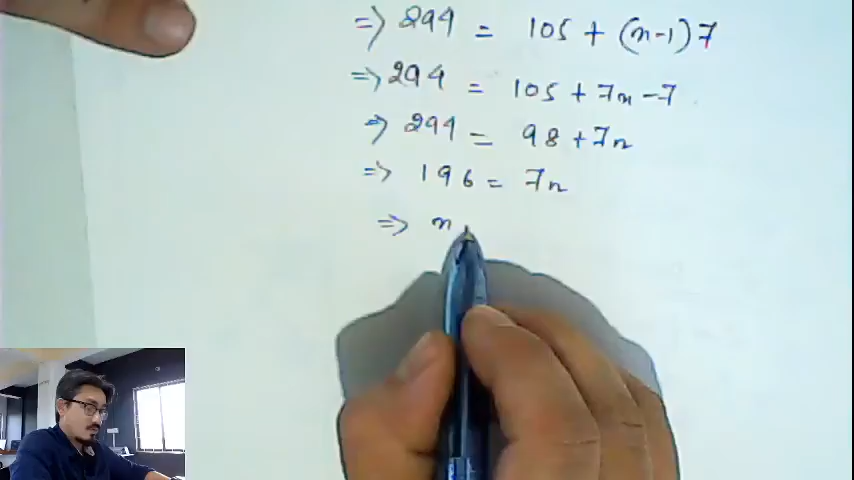 => 294 = 105 + (n-1)7
=> 294 = 105 + 7n - 7
=> 294 = 98 + 7n
=> 196 = 7n
=> n